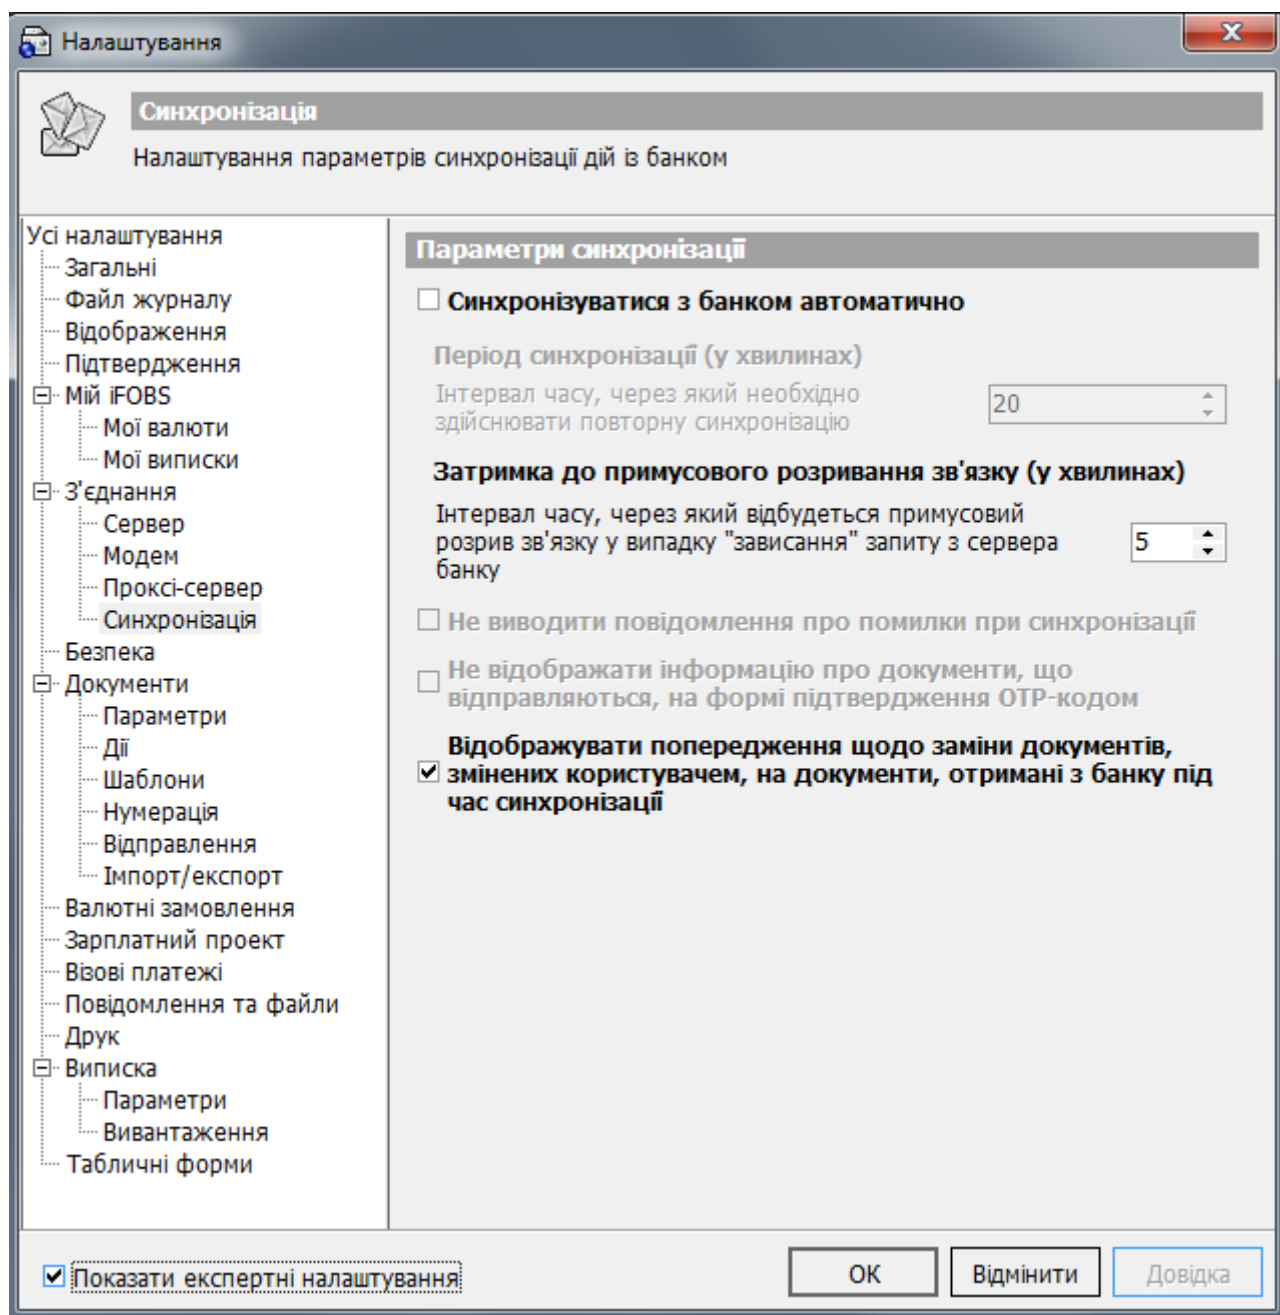 Налаштування
Синхронізація
Налаштування параметрів синхронізації дій із банком
Усі налаштування
Загальні
Файл журналу
Відображення
Підтвердження
Мій iFOBS
Мої валюти
Мої виписки
З'єднання
Сервер
Модем
Проксі-сервер
Синхронізація
Безпека
Документи
Параметри
Дії
Шаблони
Нумерація
Відправлення
Імпорт/експорт
Валютні замовлення
Зарплатний проект
Візові платежі
Повідомлення та файли
Друк
Виписка
Параметри
Вивантаження
Табличні форми
Параметри синхронізації
Синхронізуватися з банком автоматично
Період синхронізації (у хвилинах)
Інтервал часу, через який необхідно
здійснювати повторну синхронізацію
20
Затримка до примусового розривання зв'язку (у хвилинах)
Інтервал часу, через який відбудеться примусовий
розрив зв'язку у випадку "зависання" запиту з сервера
банку
5
Не виводити повідомлення про помилки при синхронізації
Не відображати інформацію про документи, що
відправляються, на формі підтвердження OTP-кодом
Відображувати попередження щодо заміни документів,
змінених користувачем, на документи, отримані з банку під
час синхронізації
Показати експертні налаштування
ОК
Відмінити
Довідка